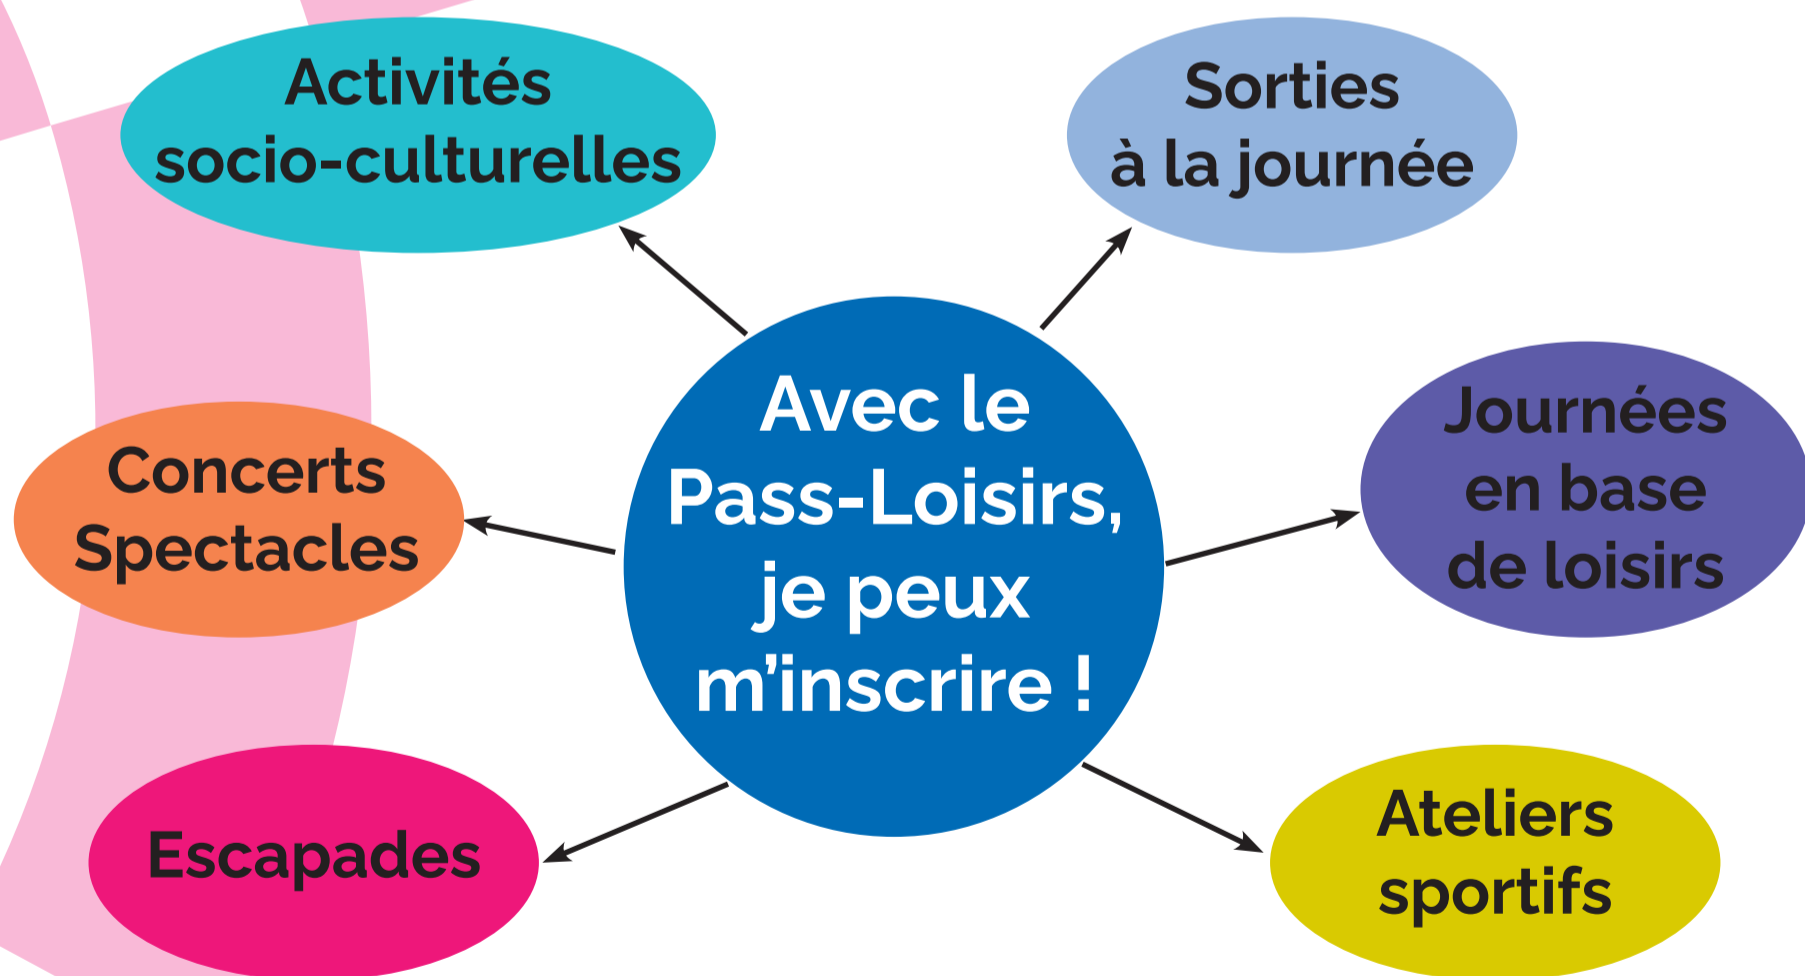 Activités
socio-culturelles
Sorties
à la journée
Avec le
Pass-Loisirs,
je peux
m'inscrire !
Journées
en base
de loisirs
Concerts
Spectacles
Escapades
Ateliers
sportifs